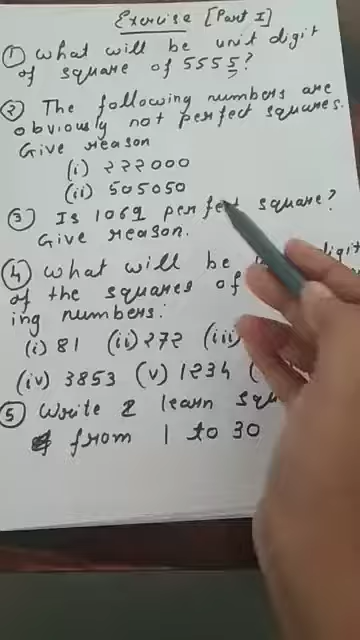 Exercise [Part I]
① What will be unit digit
of square of 5555?
② The following numbers are
obviously not perfect squares.
Give reason
(i) 222000
(ii) 505050
③ Is 1069 perfect square?
Give reason.
④ What will be digit
of the squares of
ing numbers.
(i) 81 (ii) 272 (iii)
(iv) 3853 (v) 1234 (
⑤ Write & learn squ
from 1 to 30